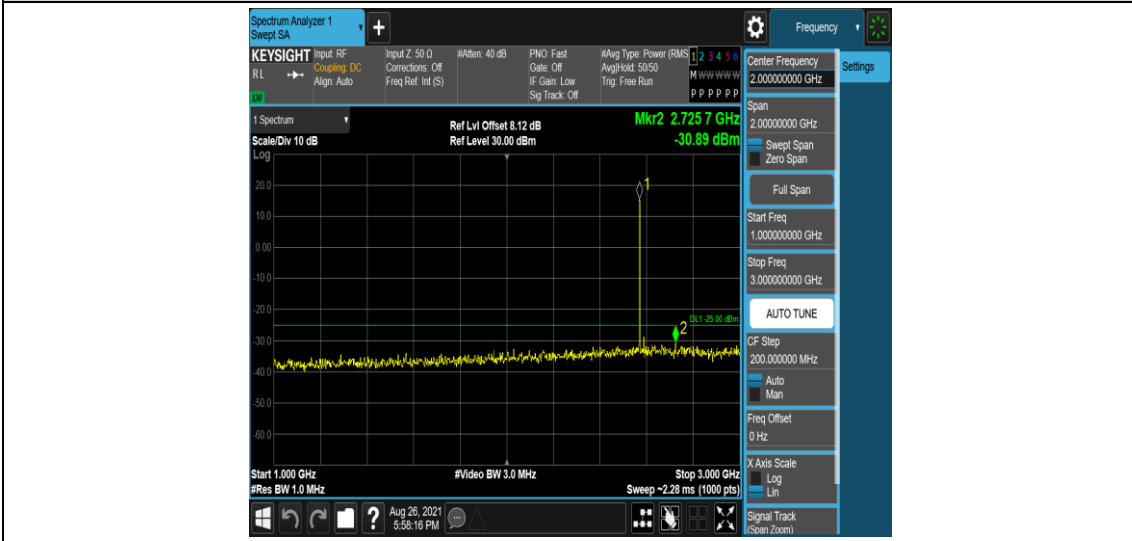 Spectrum Analyzer 1
Swept SA
Frequency
KEYSIGHT
RL
Input: RF
Coupling: DC
Align: Auto
Input Z: 50 Ω
Corrections: Off
Freq Ref: Int (S)
#Atten: 40 dB
PNO: Fast
Gate: Off
IF Gain: Low
Sig Track: Off
#Avg Type: Power (RMS
Avg|Hold: 50/50
Trig: Free Run
1 2 3 4 5 6
M W W W W W
P P P P P P
1 Spectrum
Scale/Div 10 dB
Log
Ref Lvl Offset 8.12 dB
Ref Level 30.00 dBm
Mkr2 2.725 7 GHz
-30.89 dBm
20.0
10.0
0.00
-10.0
-20.0
-30.0
-40.0
-50.0
-60.0
1
DL1 -25.00 dBm
2
Start 1.000 GHz
#Res BW 1.0 MHz
#Video BW 3.0 MHz
Stop 3.000 GHz
Sweep ~2.28 ms (1000 pts)
Aug 26, 2021
5:58:16 PM
Center Frequency
2.000000000 GHz
Settings
Span
2.00000000 GHz
Swept Span
Zero Span
Full Span
Start Freq
1.000000000 GHz
Stop Freq
3.000000000 GHz
AUTO TUNE
CF Step
200.000000 MHz
Auto
Man
Freq Offset
0 Hz
X Axis Scale
Log
Lin
Signal Track
(Span Zoom)